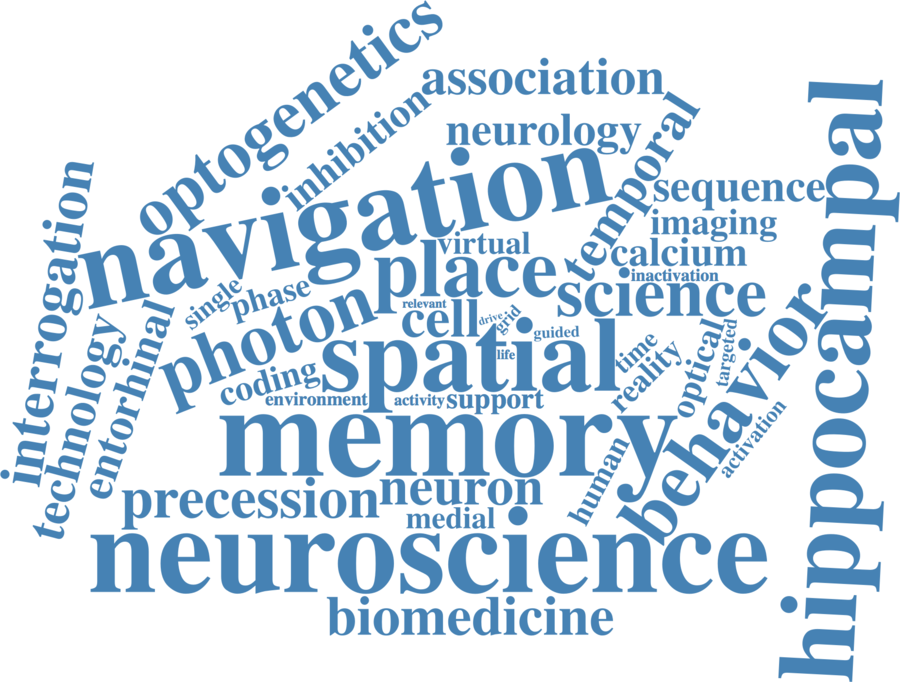 optogenetics
association
inhibition
neurology
temporal
hippocampal
navigation
interrogation
sequence
imaging
virtual
calcium
place
inactivation
single
phase
science
relevant
cell
drive
grid
photon
technology
entorhinal
guided
spatial
life
time
optical
targeted
behavior
reality
coding
environment
activity
support
activation
memory
human
precession
neuron
medial
neuroscience
biomedicine